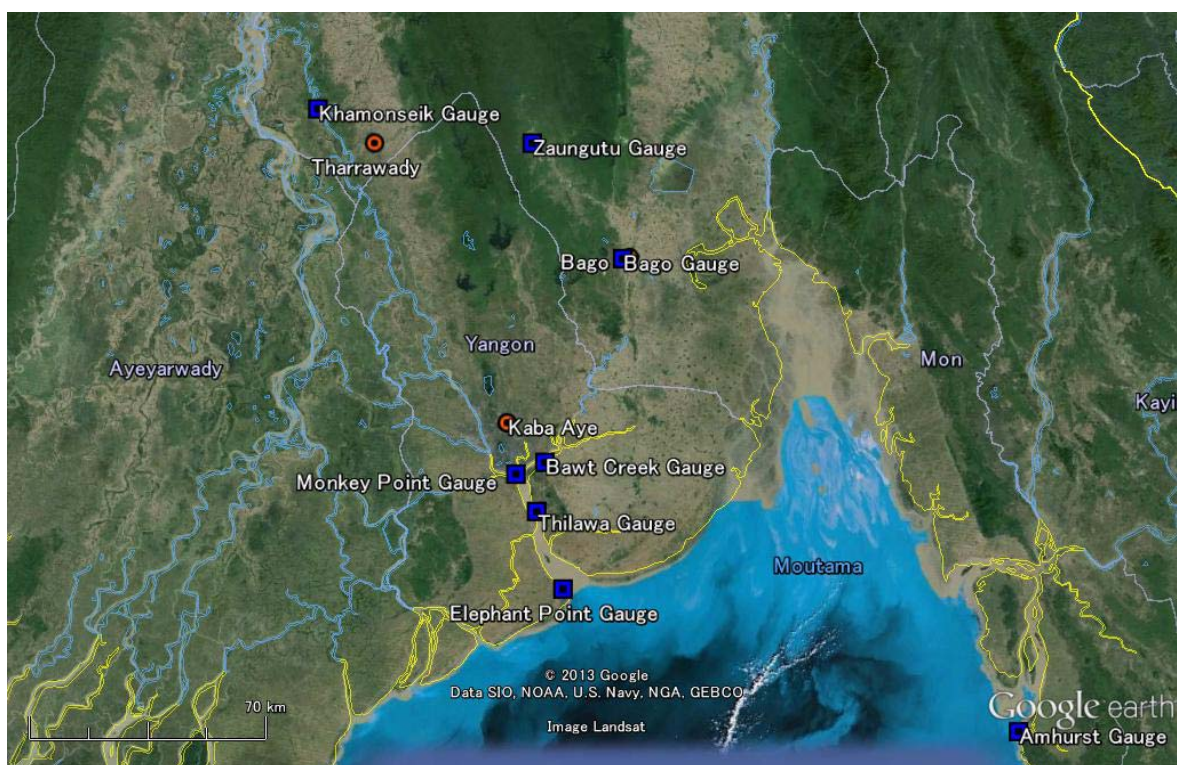 Khamonseik Gauge
Tharrawady
Zaungutu Gauge
Bago
Bago Gauge
Ayeyarwady
Yangon
Mon
Kayi
Kaba Aye
Bawt Creek Gauge
Monkey Point Gauge
Thilawa Gauge
Moutama
Elephant Point Gauge
© 2013 Google
Data SIO, NOAA, U.S. Navy, NGA, GEBCO
Image Landsat
70 km
Google earth
Amhurst Gauge